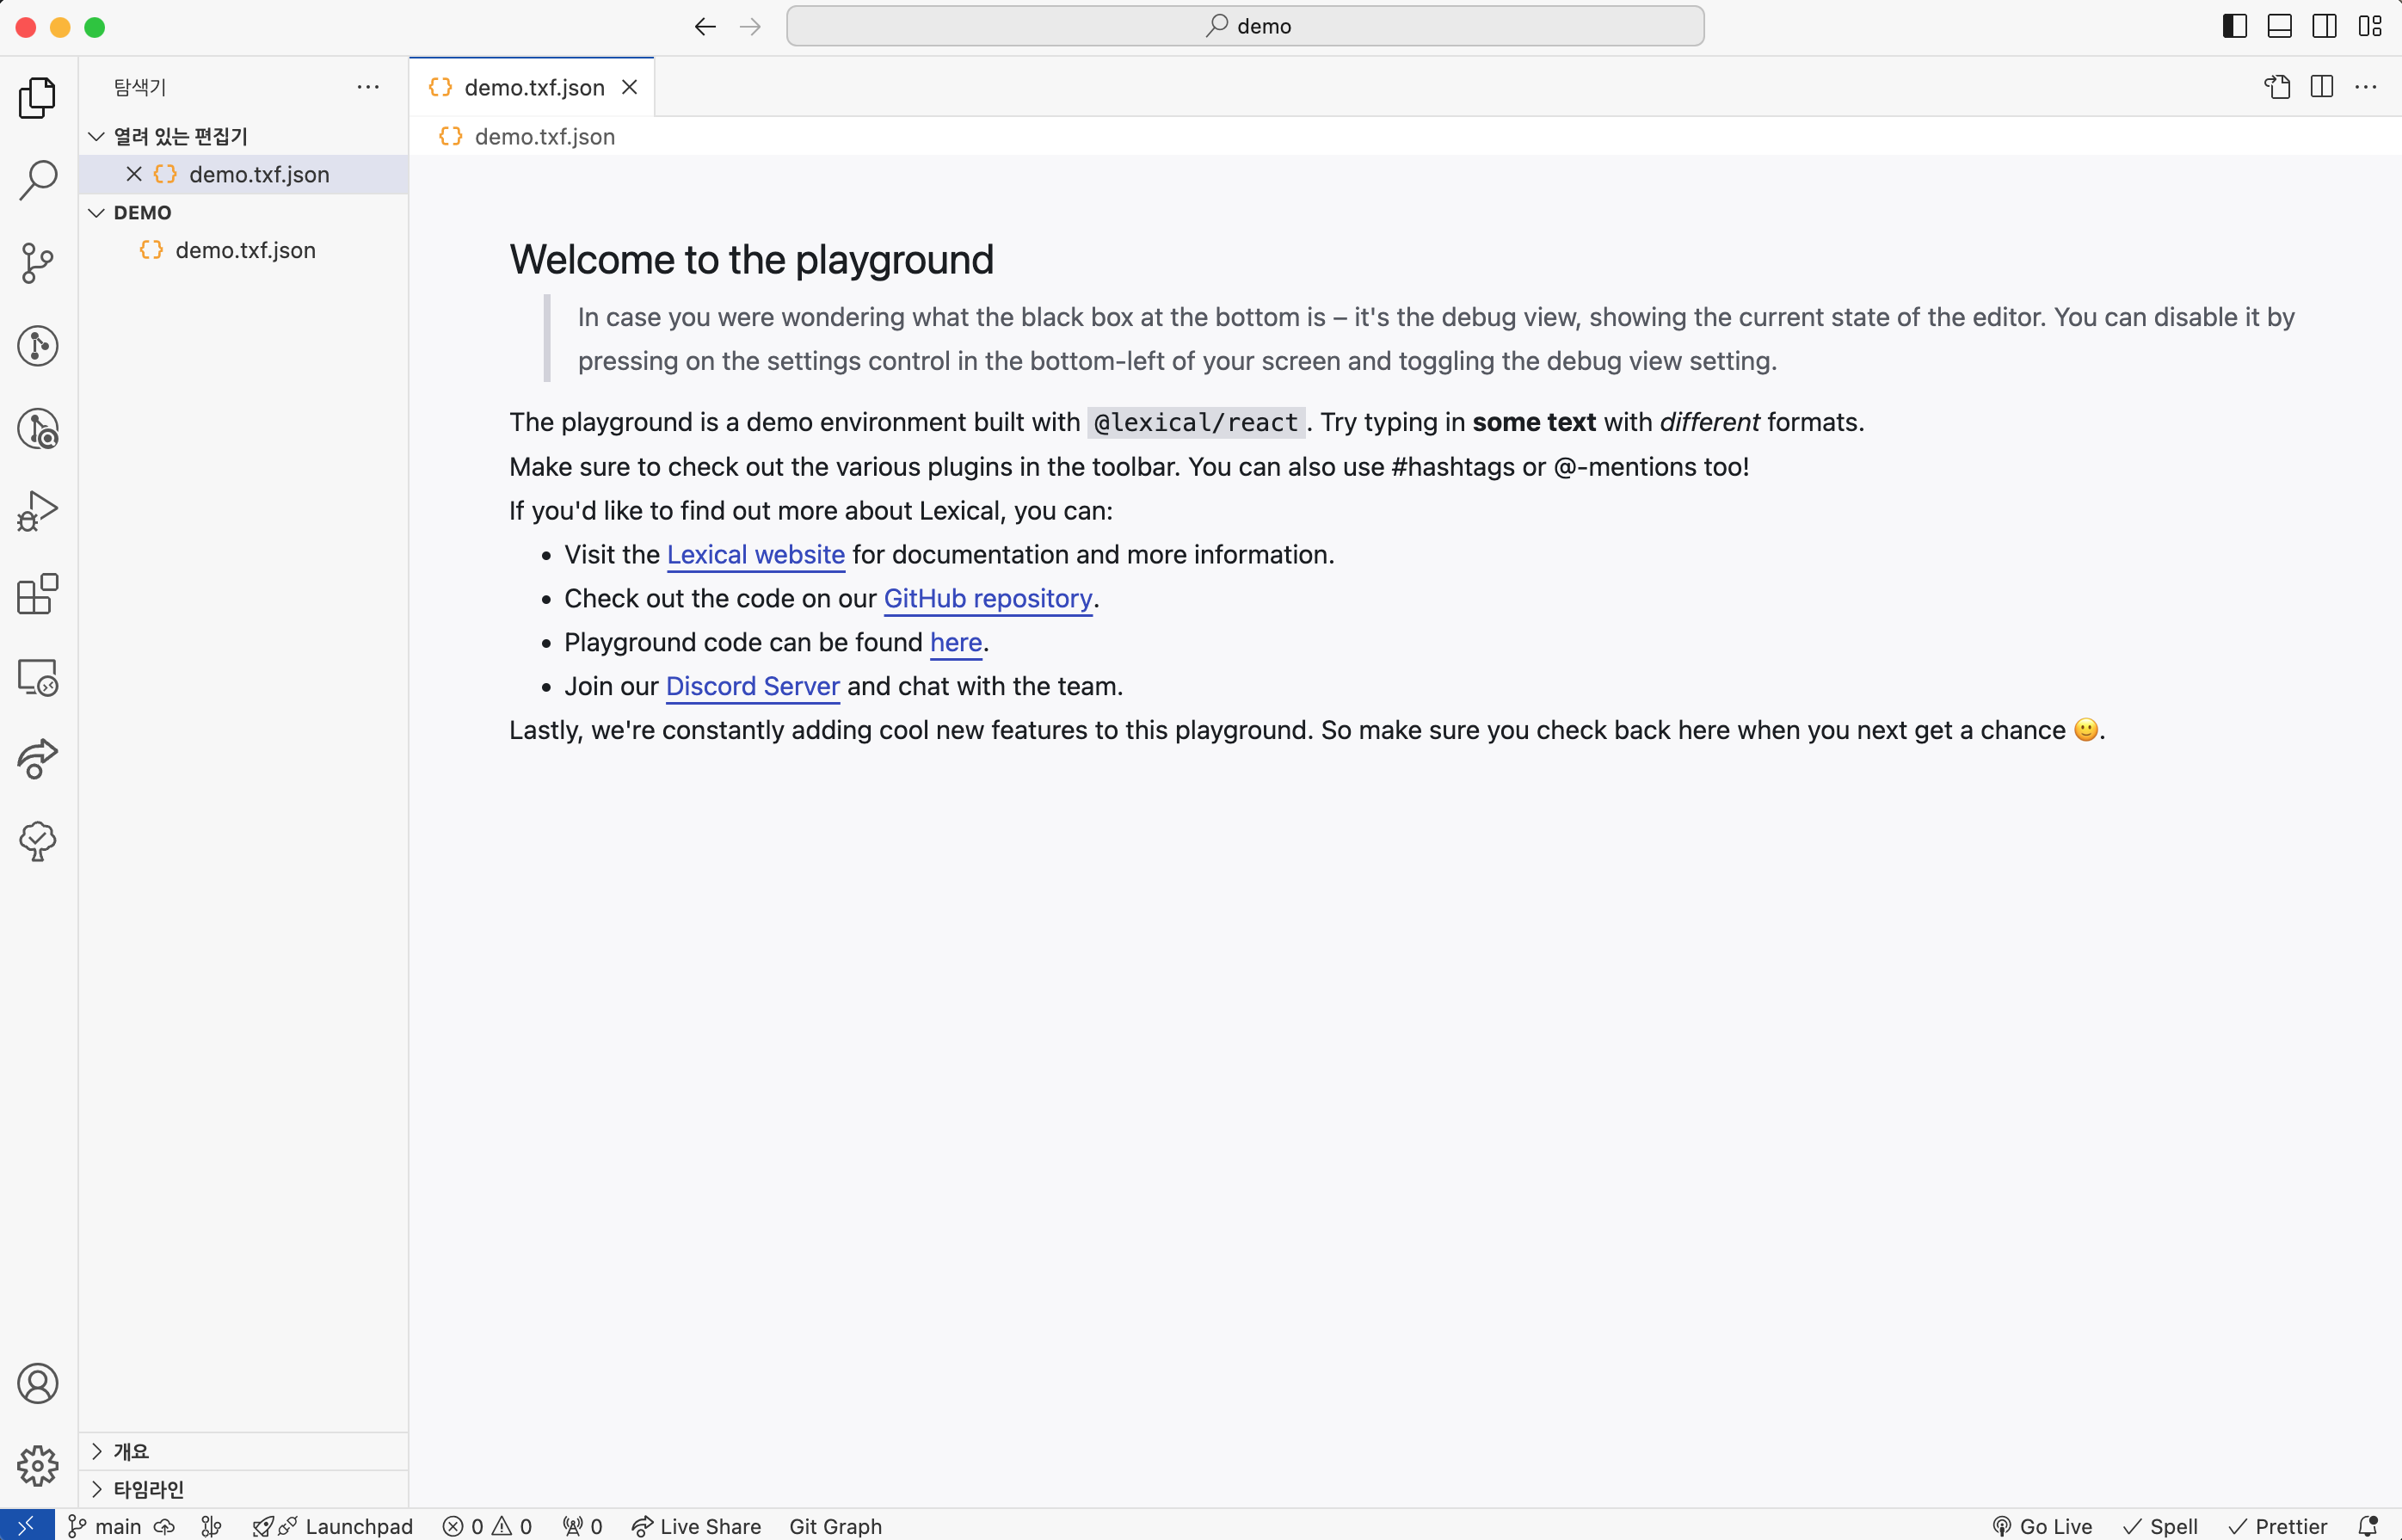 demo
탐색기
demo.txf.json
열려 있는 편집기
demo.txf.json
demo.txf.json
DEMO
demo.txf.json
Welcome to the playground
In case you were wondering what the black box at the bottom is – it's the debug view, showing the current state of the editor. You can disable it by
pressing on the settings control in the bottom-left of your screen and toggling the debug view setting.
The playground is a demo environment built with @lexical/react. Try typing in some text with different formats.
Make sure to check out the various plugins in the toolbar. You can also use #hashtags or @-mentions too!
If you'd like to find out more about Lexical, you can:
• Visit the Lexical website for documentation and more information.
• Check out the code on our GitHub repository.
• Playground code can be found here.
• Join our Discord Server and chat with the team.
Lastly, we're constantly adding cool new features to this playground. So make sure you check back here when you next get a chance 🙂.
개요
타임라인
main Launchpad 0 0 0 Live Share Git Graph Go Live Spell Prettier